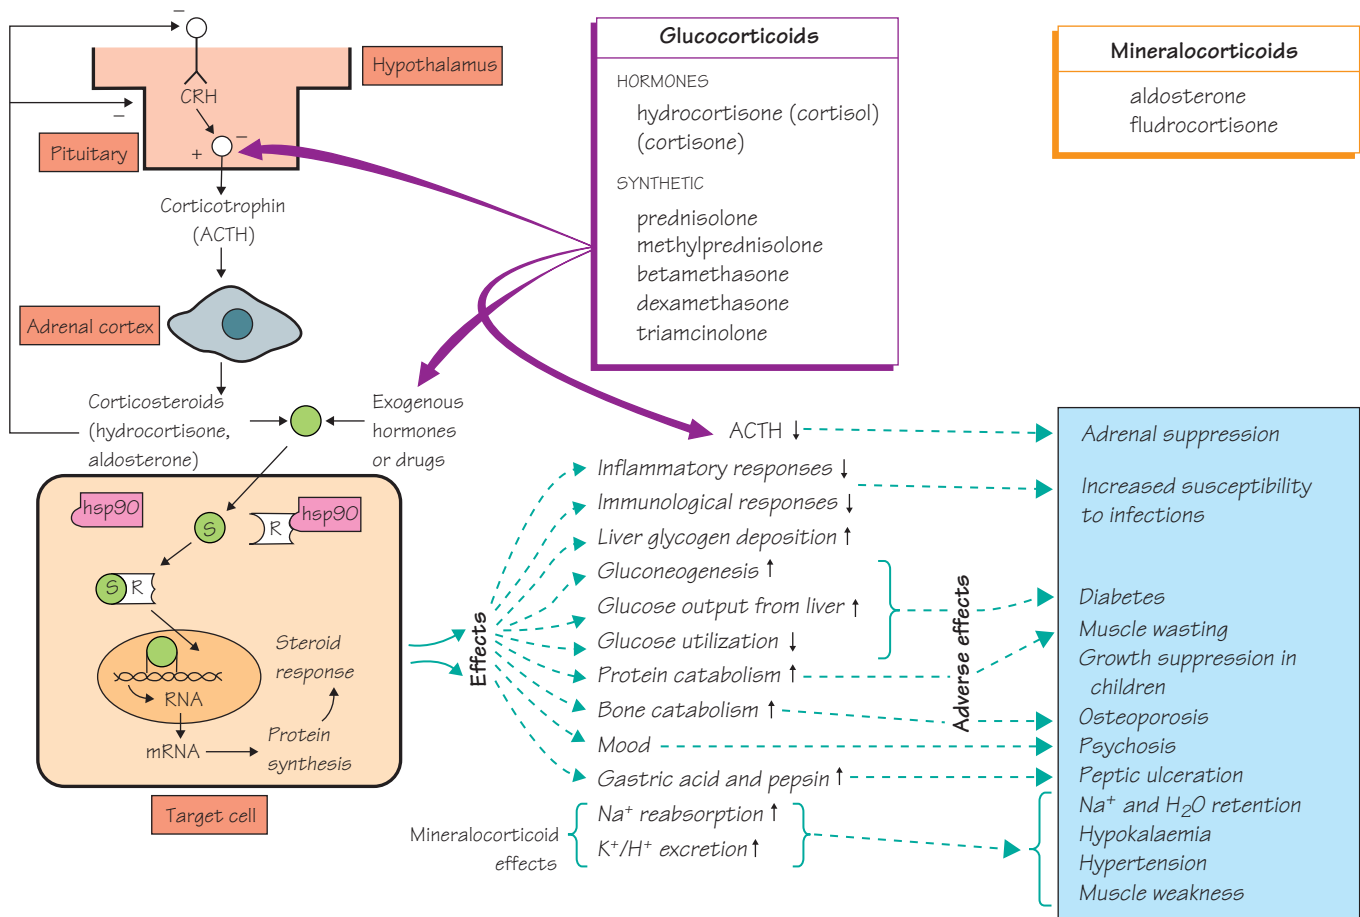 −
Hypothalamus
CRH
−
Pituitary
+
−
Corticotrophin
(ACTH)
Adrenal cortex
Corticosteroids
(hydrocortisone,
aldosterone)
Exogenous
hormones
or drugs
Glucocorticoids
HORMONES
hydrocortisone (cortisol)
(cortisone)
SYNTHETIC
prednisolone
methylprednisolone
betamethasone
dexamethasone
triamcinolone
Mineralocorticoids
aldosterone
fludrocortisone
hsp90
S
R
hsp90
S
R
RNA
mRNA
Protein
synthesis
Steroid
response
Target cell
Effects
ACTH ↓
Inflammatory responses ↓
Immunological responses ↓
Liver glycogen deposition ↑
Gluconeogenesis ↑
Glucose output from liver ↑
Glucose utilization ↓
Protein catabolism ↑
Bone catabolism ↑
Mood
Gastric acid and pepsin ↑
Mineralocorticoid
effects
Na⁺ reabsorption ↑
K⁺/H⁺ excretion ↑
Adverse effects
Adrenal suppression
Increased susceptibility
to infections
Diabetes
Muscle wasting
Growth suppression in
children
Osteoporosis
Psychosis
Peptic ulceration
Na⁺ and H₂O retention
Hypokalaemia
Hypertension
Muscle weakness